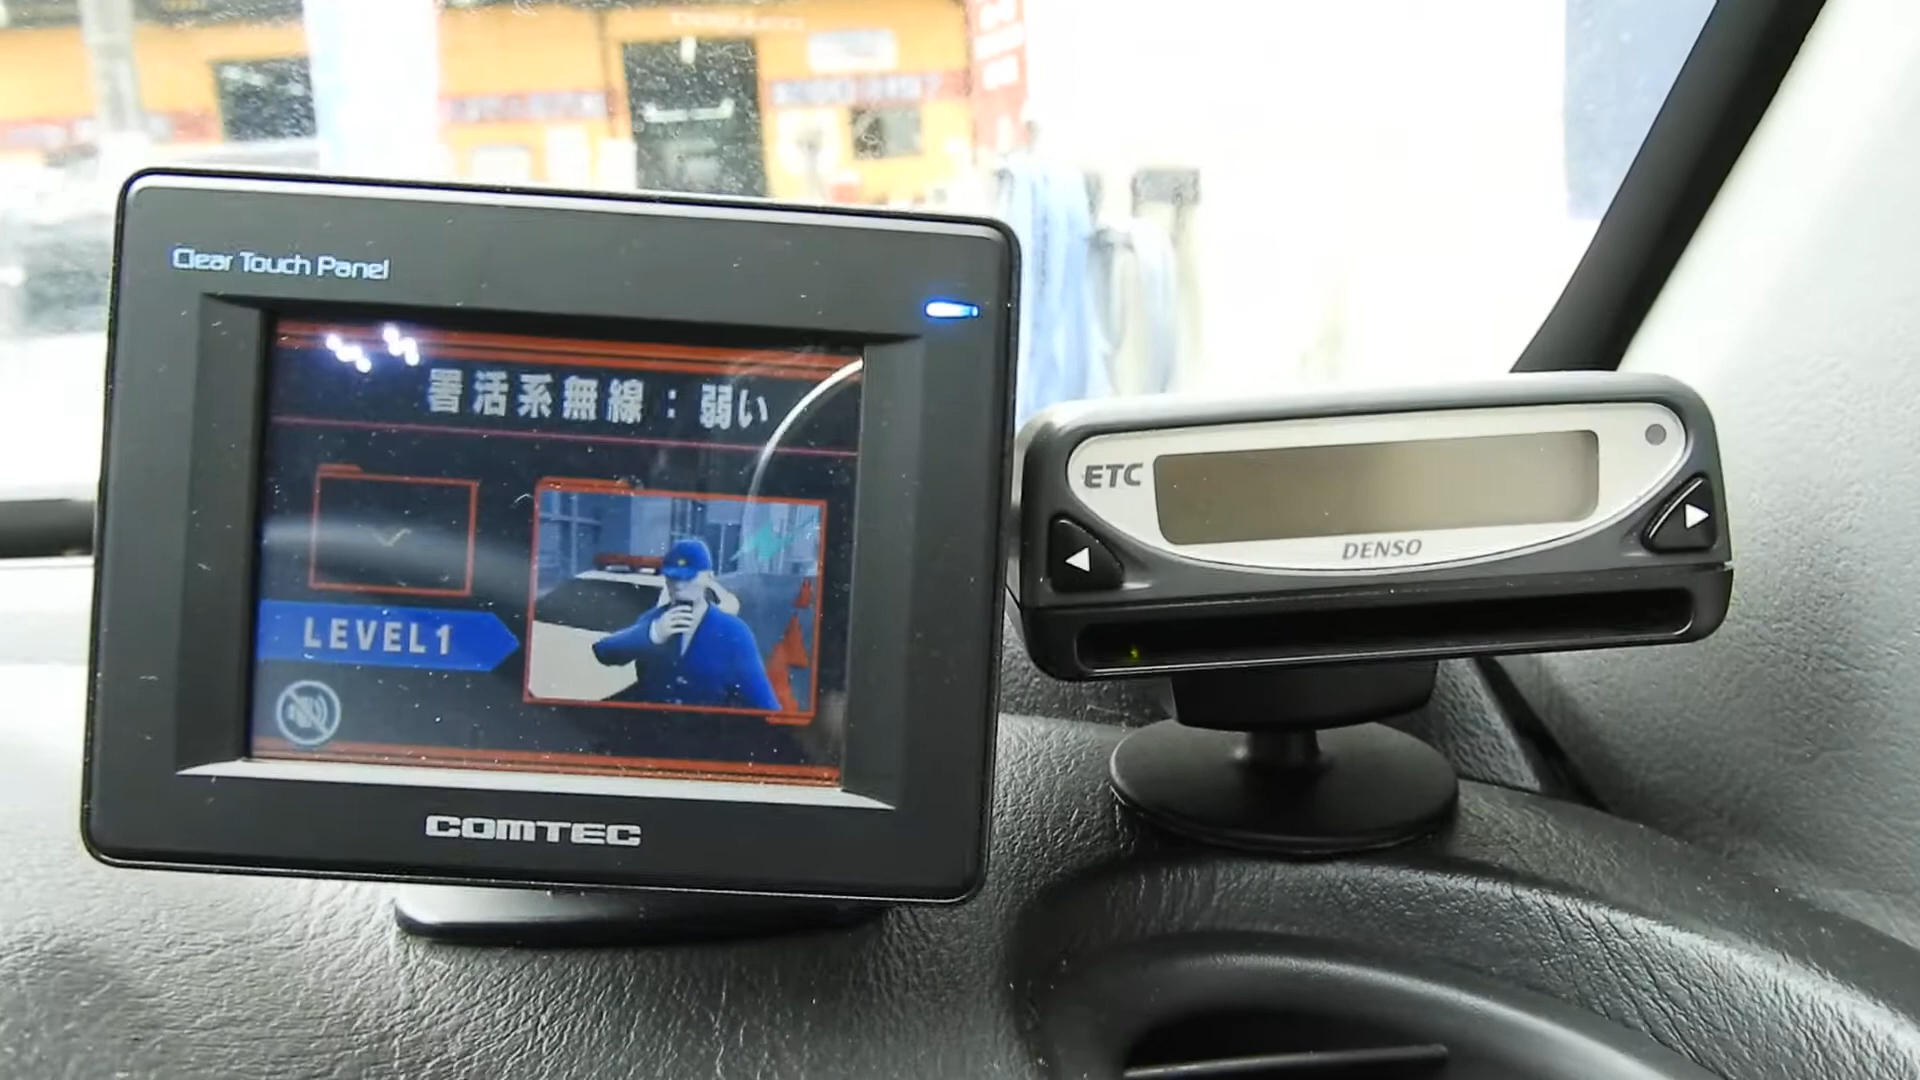 Clear Touch Panel
署活系無線：弱い
LEVEL1
COMTEC
ETC
DENSO